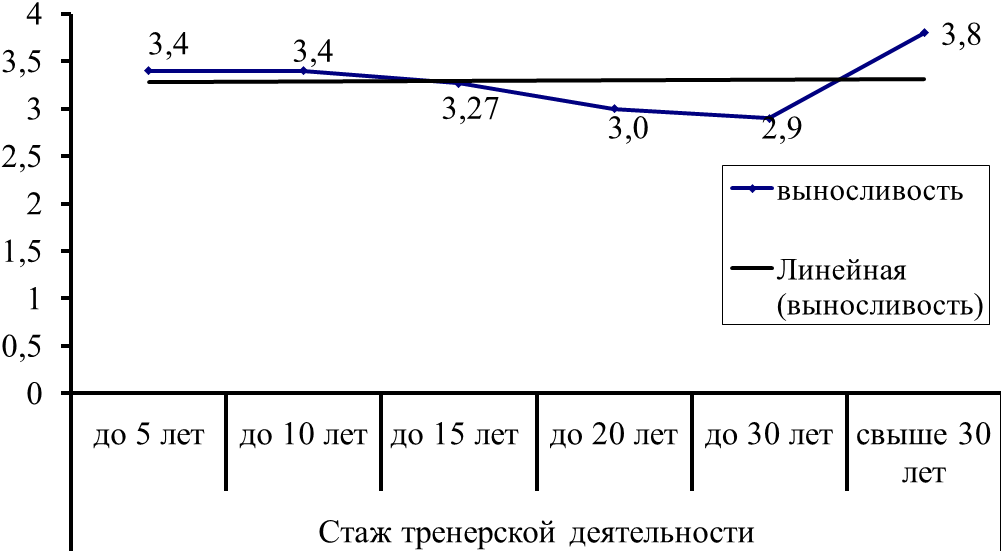 4
3,5
3
2,5
2
1,5
1
0,5
0
3,4
3,4
3,27
3,0
2,9
3,8
выносливость
Линейная
(выносливость)
до 5 лет
до 10 лет
до 15 лет
до 20 лет
до 30 лет
свыше 30
лет
Стаж тренерской деятельности